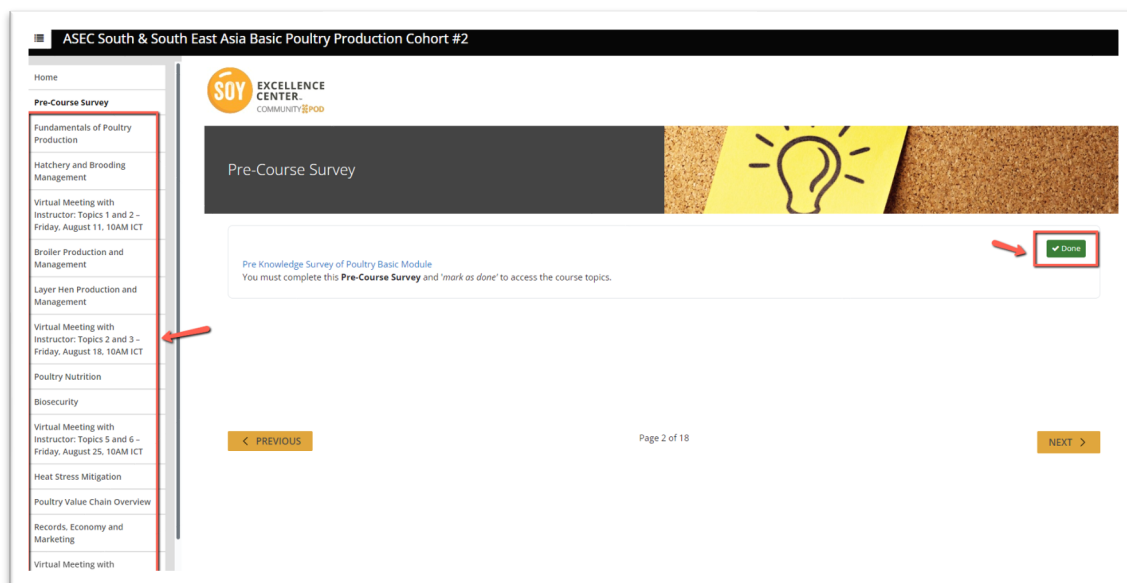 ASEC South & South East Asia Basic Poultry Production Cohort #2
Home
Pre-Course Survey
Fundamentals of Poultry
Production
Hatchery and Brooding
Management
Virtual Meeting with
Instructor: Topics 1 and 2 –
Friday, August 11, 10AM ICT
Broiler Production and
Management
Layer Hen Production and
Management
Virtual Meeting with
Instructor: Topics 2 and 3 –
Friday, August 18, 10AM ICT
Poultry Nutrition
Biosecurity
Virtual Meeting with
Instructor: Topics 5 and 6 –
Friday, August 25, 10AM ICT
Heat Stress Mitigation
Poultry Value Chain Overview
Records, Economy and
Marketing
Virtual Meeting with
SOY EXCELLENCE
CENTER™
COMMUNITY POD
Pre-Course Survey
Done
Pre Knowledge Survey of Poultry Basic Module
You must complete this Pre-Course Survey and 'mark as done' to access the course topics.
PREVIOUS
Page 2 of 18
NEXT